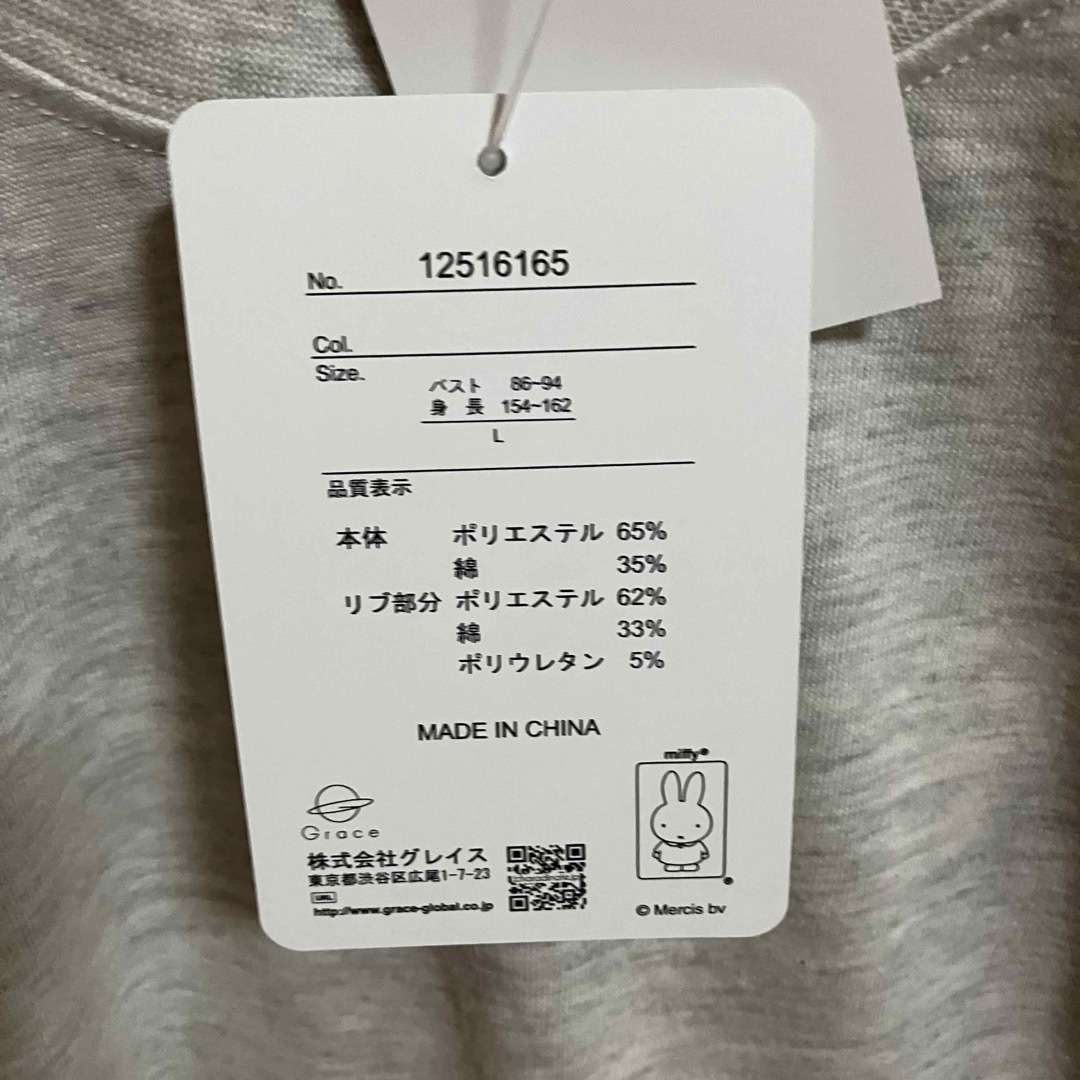 No. 12516165
Col.
Size.
バスト 86~94
身 長 154~162
L
品質表示
本体 ポリエステル 65%
綿 35%
リブ部分 ポリエステル 62%
綿 33%
ポリウレタン 5%
MADE IN CHINA
miffy®
Grace
株式会社グレイス
東京都渋谷区広尾1-7-23
URL
http://www.grace-global.co.jp
© Mercis bv